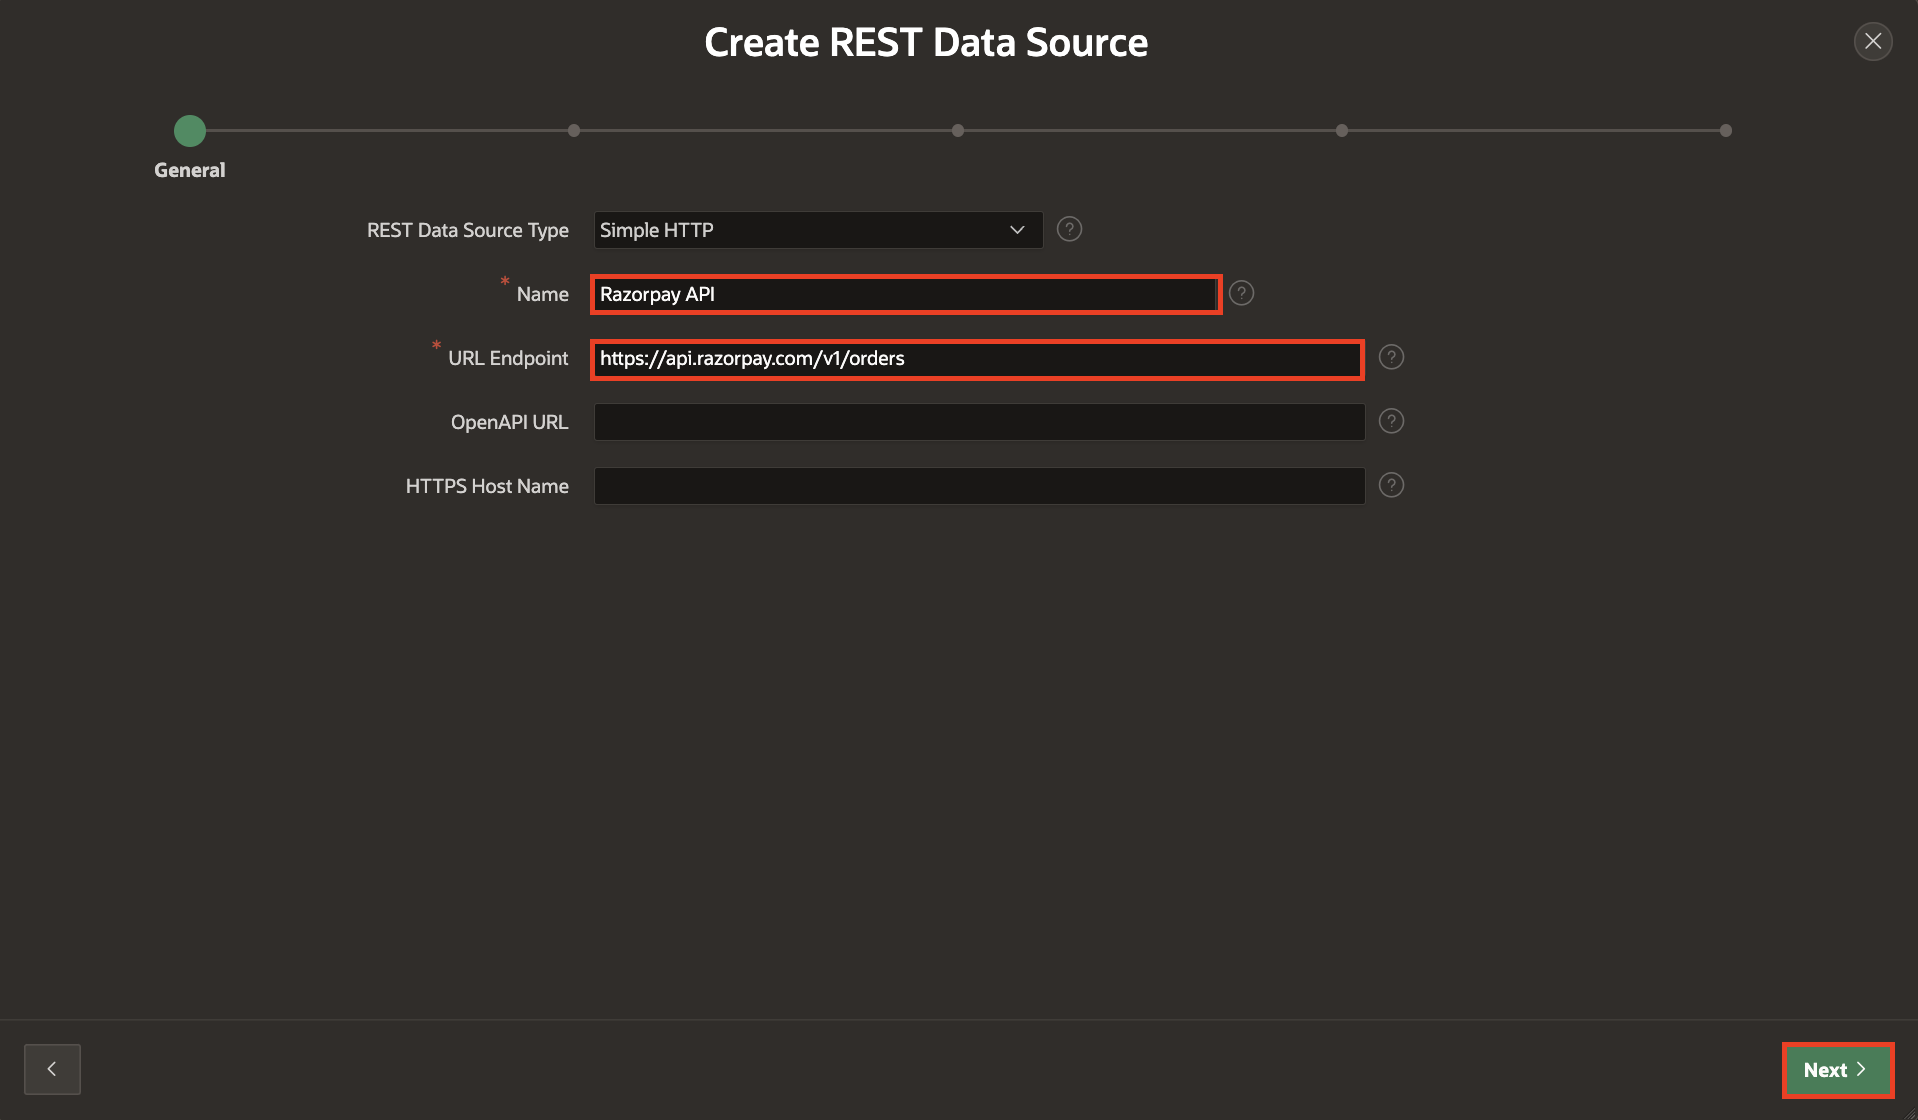 Create REST Data Source
General
REST Data Source Type
Simple HTTP
?
* Name
Razorpay API
?
* URL Endpoint
https://api.razorpay.com/v1/orders
?
OpenAPI URL
?
HTTPS Host Name
?
Next